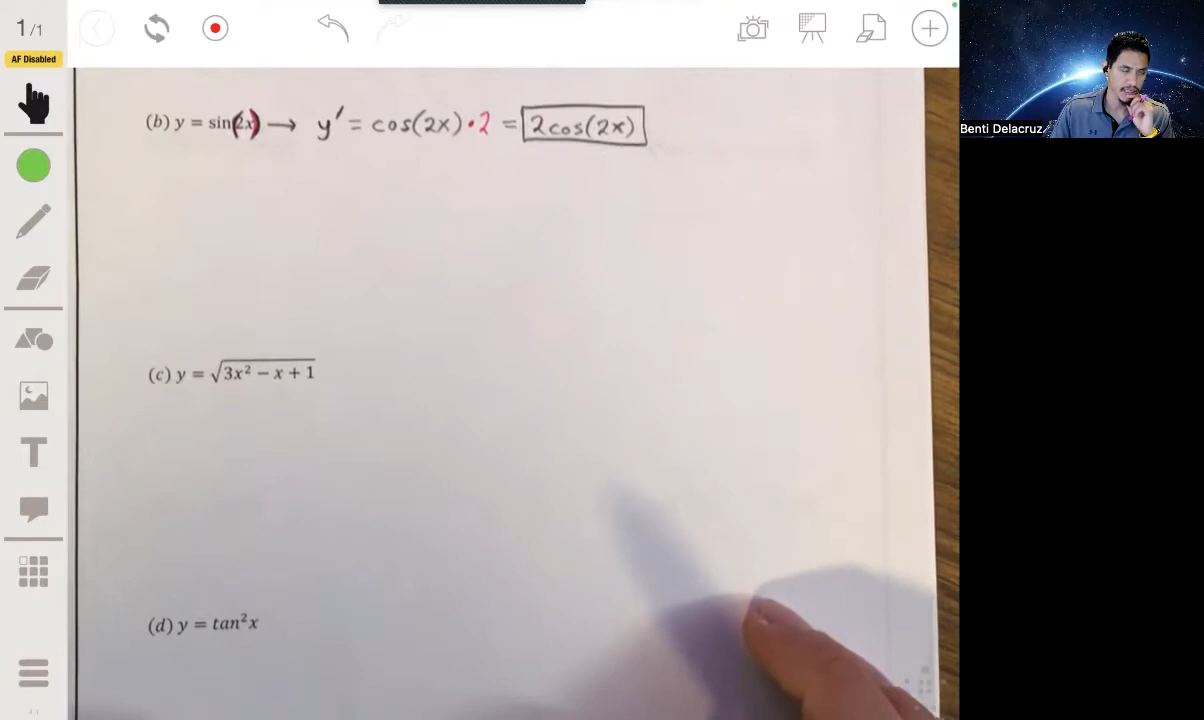 1/1
AF Disabled
Benti Delacruz
(b) y = sin(2x) → y' = cos(2x)·2 = 2cos(2x)
(c) y = √(3x² − x + 1)
T
(d) y = tan²x